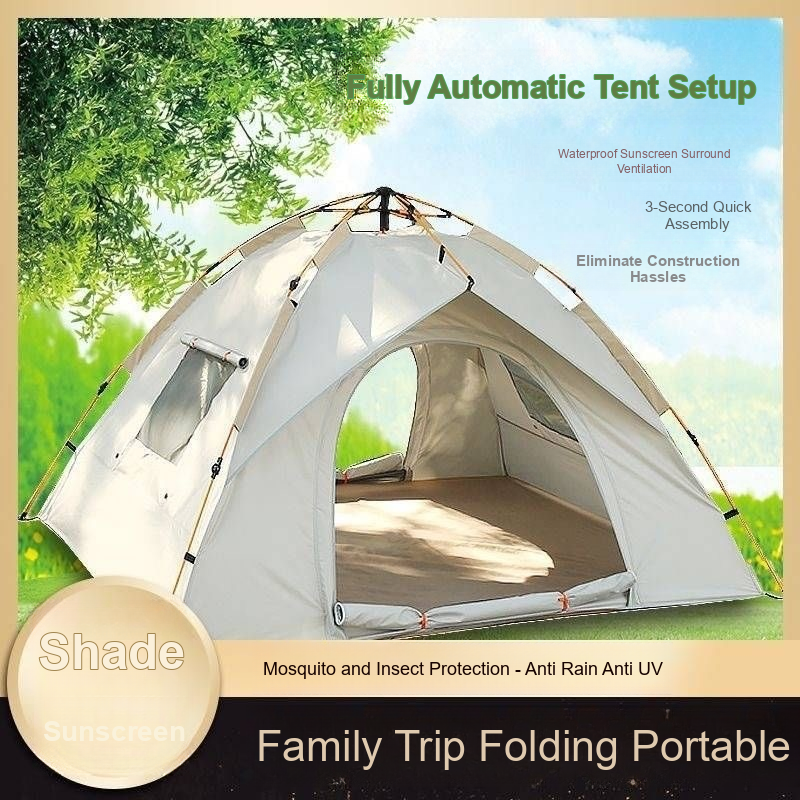 Fully Automatic Tent Setup
Waterproof Sunscreen Surround
Ventilation
3-Second Quick
Assembly
Eliminate Construction
Hassles
Shade
Sunscreen
Mosquito and Insect Protection - Anti Rain Anti UV
Family Trip Folding Portable